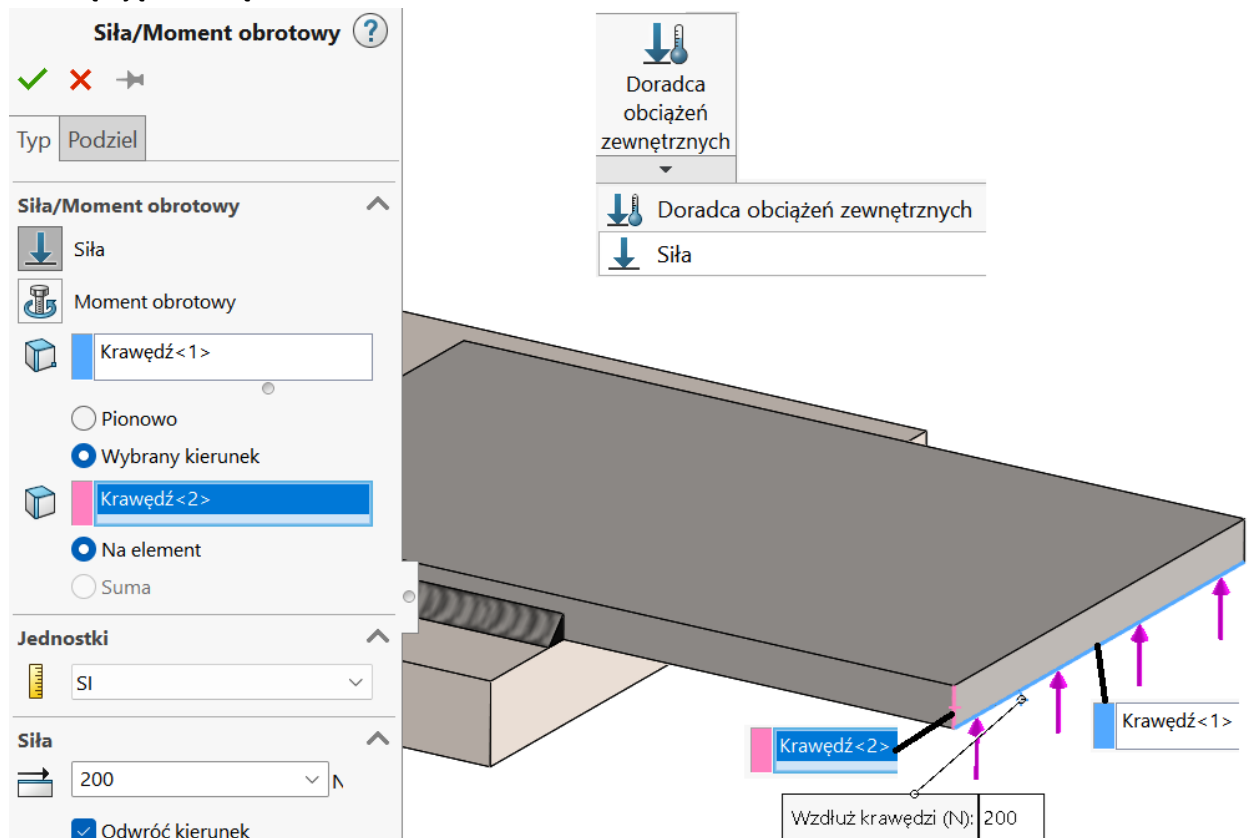 Siła/Moment obrotowy
Typ
Podziel
Siła/Moment obrotowy
Siła
Moment obrotowy
Krawędź<1>
Pionowo
Wybrany kierunek
Krawędź<2>
Na element
Suma
Jednostki
SI
Siła
200
Odwróć kierunek
Doradca
obciążeń
zewnętrznych
Doradca obciążeń zewnętrznych
Siła
Krawędź<2>
Krawędź<1>
Wzdłuż krawędzi (N): 200